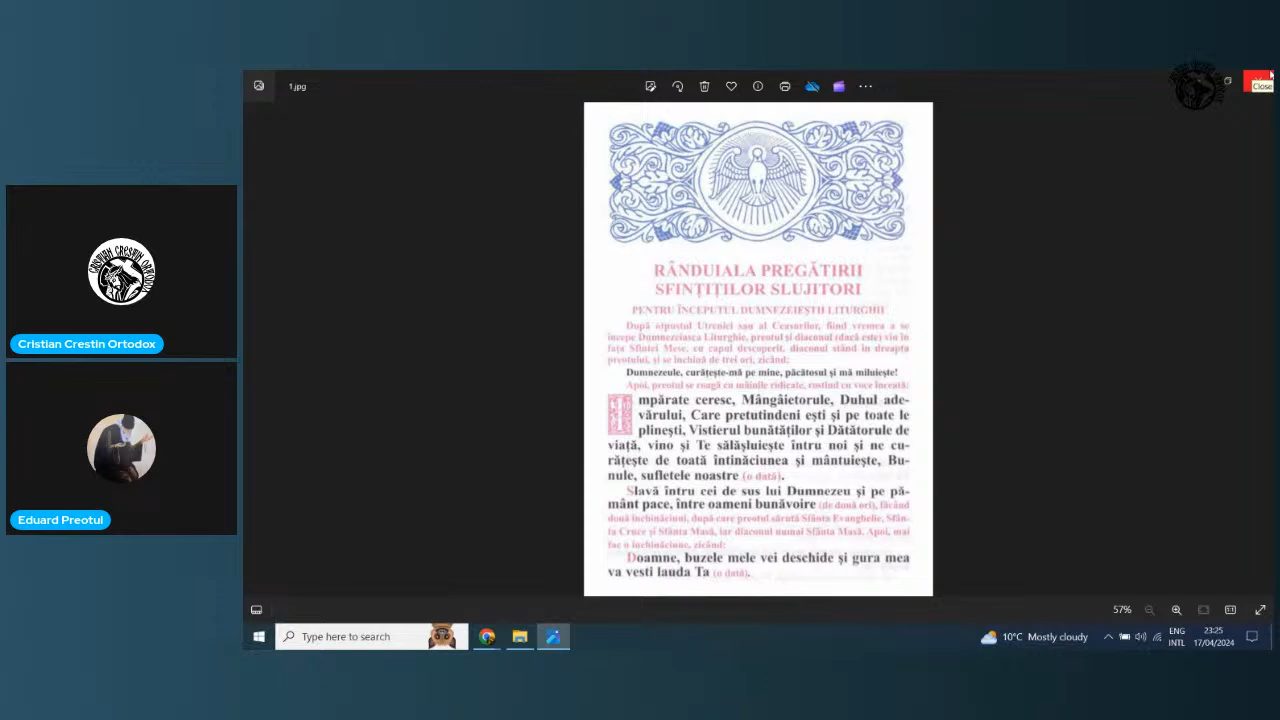 1.jpg
Close
RÂNDUIALA PREGĂTIRII
SFINȚIȚILOR SLUJITORI
PENTRU ÎNCEPUTUL DUMNEZEIEȘTII LITURGHII
După otpustul Utreniei sau al Ceasurilor, fiind vremea a se
începe Dumnezeiasca Liturghie, preotul și diaconul (dacă este) vin în
fața Sfintei Mese, cu capul descoperit, diaconul stând în dreapta
preotului, și se închină de trei ori, zicând:
Dumnezeule, curățește-mă pe mine, păcătosul și mă miluiește!
Apoi, preotul se roagă cu mâinile ridicate, rostind cu voce înceată:
Împărate ceresc, Mângâietorule, Duhul ade-
vărului, Care pretutindeni ești și pe toate le
plinești, Vistierul bunătăților și Dătătorule de
viață, vino și Te sălășluiește întru noi și ne cu-
rățește de toată întinăciunea și mântuiește, Bu-
nule, sufletele noastre (o dată).
Slavă întru cei de sus lui Dumnezeu și pe pă-
mânt pace, între oameni bunăvoire (de două ori), făcând
două închinăciuni, după care preotul sărută Sfânta Evanghelie, Sfân-
ta Cruce și Sfânta Masă, iar diaconul numai Sfânta Masă. Apoi, mai
fac o închinăciune, zicând:
Doamne, buzele mele vei deschide și gura mea
va vesti lauda Ta (o dată).
CRISTIAN CRESTIN ORTODOX
Cristian Crestin Ortodox
Eduard Preotul
57%
Type here to search
10°C Mostly cloudy
ENG
INTL
23:25
17/04/2024